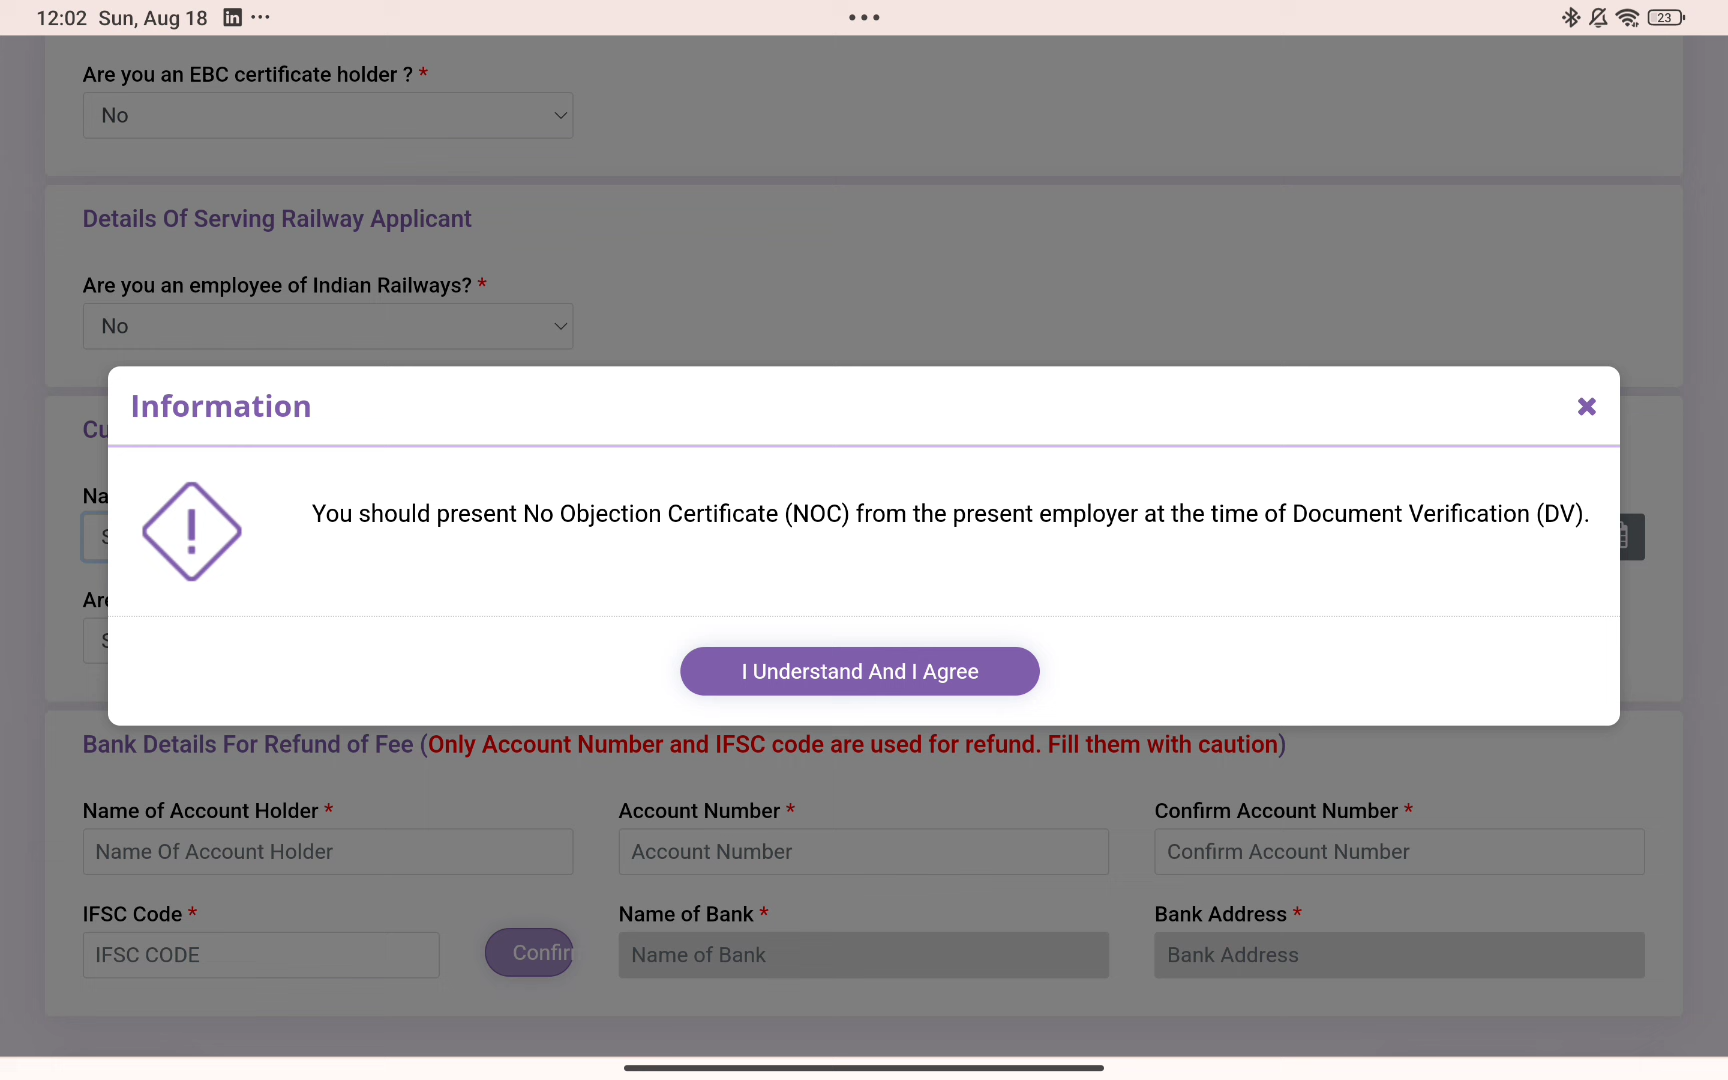 12:02 Sun, Aug 18
23
Are you an EBC certificate holder ? *
No
Details Of Serving Railway Applicant
Are you an employee of Indian Railways? *
No
Information
Cu
Na
You should present No Objection Certificate (NOC) from the present employer at the time of Document Verification (DV).
Are
I Understand And I Agree
Bank Details For Refund of Fee (Only Account Number and IFSC code are used for refund. Fill them with caution)
Name of Account Holder * Account Number * Confirm Account Number *
Name Of Account Holder Account Number Confirm Account Number
IFSC Code * Name of Bank * Bank Address *
IFSC CODE Confir Name of Bank Bank Address